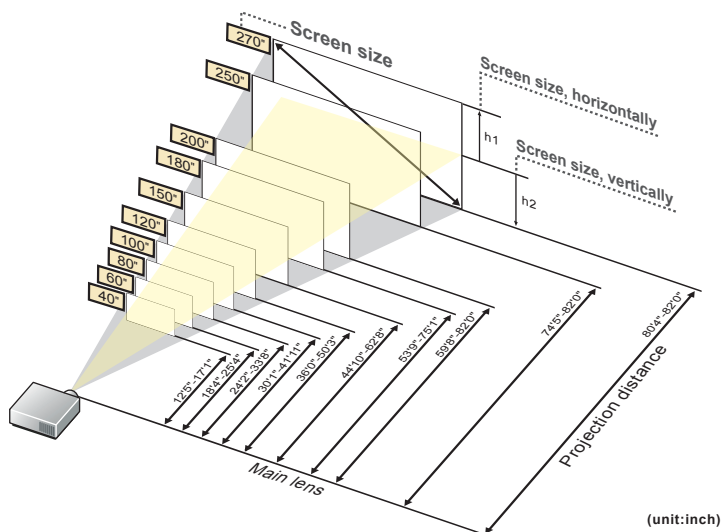 270"
Screen size
250"
Screen size, horizontally
h1
200"
Screen size, vertically
180"
h2
150"
120"
100"
80"
60"
40"
12'5"-17'1"
18'4"-25'4"
24'2"-33'8"
30'1"-41'11"
36'0"-50'3"
44'10"-62'8"
53'9"-75'1"
59'8"-82'0"
74'5"-82'0"
80'4"-82'0"
Projection distance
Main lens
(unit:inch)